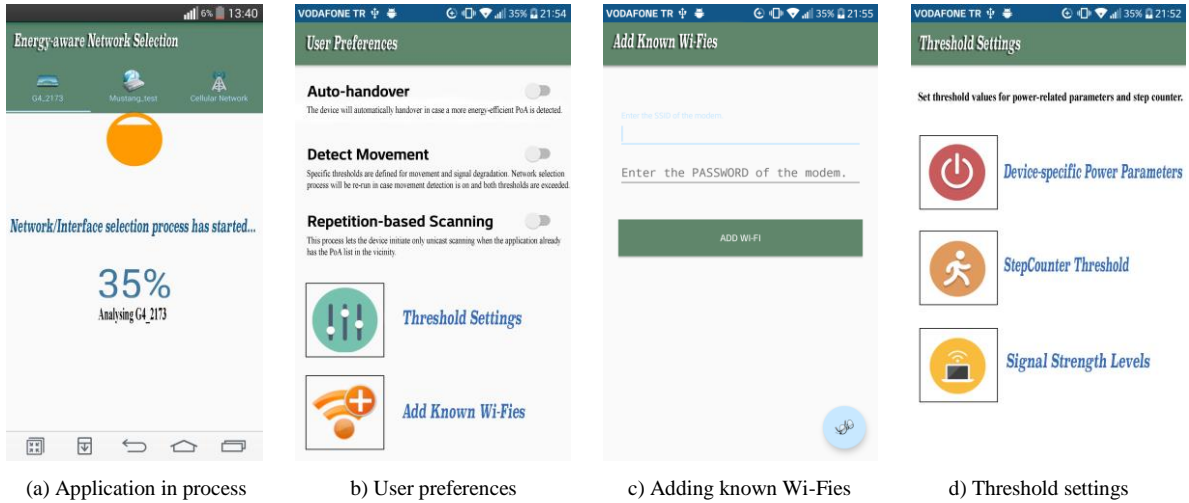 6% 13:40
Energy-aware Network Selection
G4_2173 Mustang_test Cellular Network
Network/Interface selection process has started...
35%
Analysing G4_2173
(a) Application in process
VODAFONE TR 35% 21:54
User Preferences
Auto-handover
The device will automatically handover in case a more energy-efficient PoA is detected.
Detect Movement
Specific thresholds are defined for movement and signal degradation. Network selection
process will be re-run in case movement detection is on and both thresholds are exceeded.
Repetition-based Scanning
This process lets the device initiate only unicast scanning when the application already
has the PoA list in the vicinity.
Threshold Settings
Add Known Wi-Fies
b) User preferences
VODAFONE TR 35% 21:55
Add Known Wi-Fies
Enter the SSID of the modem
Enter the PASSWORD of the modem.
ADD WI-FI
c) Adding known Wi-Fies
VODAFONE TR 35% 21:52
Threshold Settings
Set threshold values for power-related parameters and step counter.
Device-specific Power Parameters
StepCounter Threshold
Signal Strength Levels
d) Threshold settings